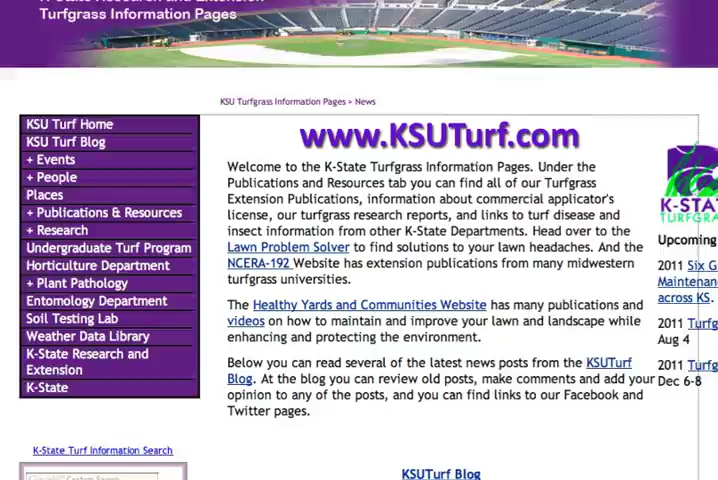 Turfgrass Information Pages
KSU Turfgrass Information Pages > News
KSU Turf Home
KSU Turf Blog
+ Events
+ People
Places
+ Publications & Resources
+ Research
Undergraduate Turf Program
Horticulture Department
+ Plant Pathology
Entomology Department
Soil Testing Lab
Weather Data Library
K-State Research and
Extension
K-State
K-State Turf Information Search
www.KSUTurf.com
Welcome to the K-State Turfgrass Information Pages. Under the
Publications and Resources tab you can find all of our Turfgrass
Extension Publications, information about commercial applicator's
license, our turfgrass research reports, and links to turf disease and
insect information from other K-State Departments. Head over to the
Lawn Problem Solver to find solutions to your lawn headaches. And the
NCERA-192 Website has extension publications from many midwestern
turfgrass universities.
The Healthy Yards and Communities Website has many publications and
videos on how to maintain and improve your lawn and landscape while
enhancing and protecting the environment.
Below you can read several of the latest news posts from the KSUTurf
Blog. At the blog you can review old posts, make comments and add your
opinion to any of the posts, and you can find links to our Facebook and
Twitter pages.
KSUTurf Blog
K-STA
TURFGR
Upcoming
2011 Six G
Maintenan
across KS.
2011 Turfg
Aug 4
2011 Turfg
Dec 6-8